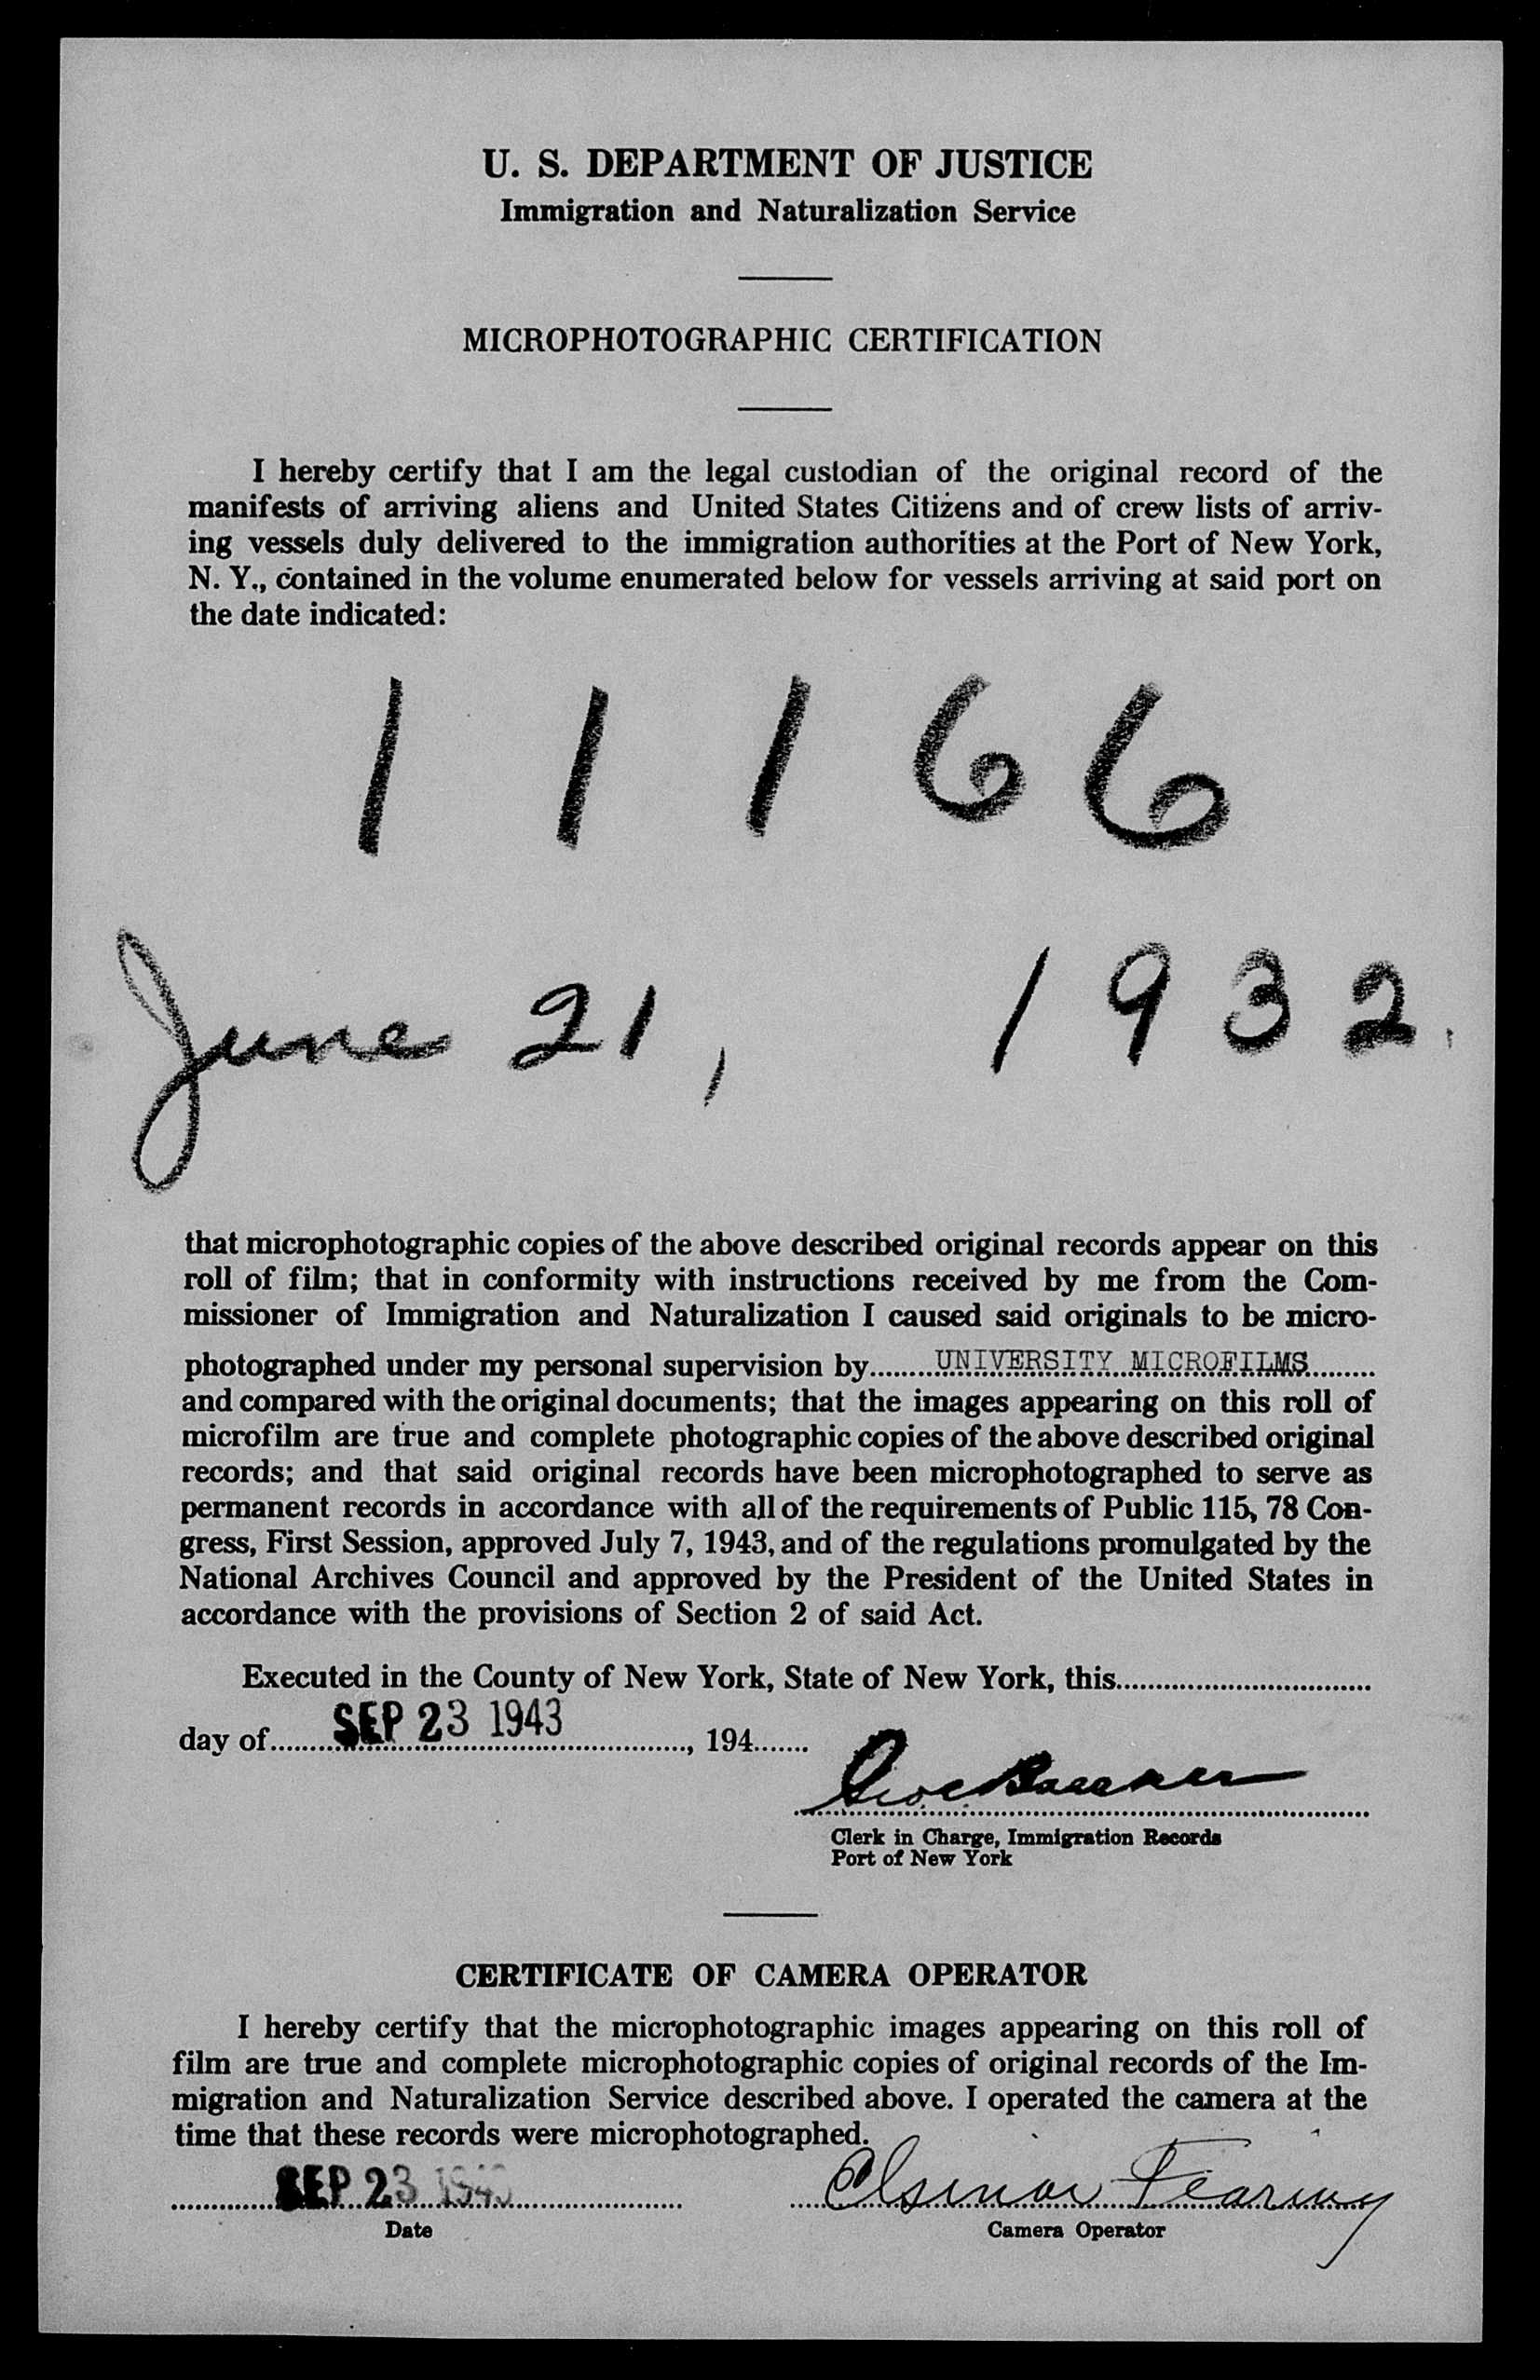 U. S. DEPARTMENT OF JUSTICE
Immigration and Naturalization Service
MICROPHOTOGRAPHIC CERTIFICATION
I hereby certify that I am the legal custodian of the original record of the
manifests of arriving aliens and United States Citizens and of crew lists of arriv-
ing vessels duly delivered to the immigration authorities at the Port of New York,
N. Y., contained in the volume enumerated below for vessels arriving at said port on
the date indicated:
11166
June 21, 1932.
that microphotographic copies of the above described original records appear on this
roll of film; that in conformity with instructions received by me from the Com-
missioner of Immigration and Naturalization I caused said originals to be micro-
photographed under my personal supervision by UNIVERSITY MICROFILMS
and compared with the original documents; that the images appearing on this roll of
microfilm are true and complete photographic copies of the above described original
records; and that said original records have been microphotographed to serve as
permanent records in accordance with all of the requirements of Public 115, 78 Con-
gress, First Session, approved July 7, 1943, and of the regulations promulgated by the
National Archives Council and approved by the President of the United States in
accordance with the provisions of Section 2 of said Act.
Executed in the County of New York, State of New York, this
day of SEP 23 1943, 194
Clerk in Charge, Immigration Records
Port of New York
CERTIFICATE OF CAMERA OPERATOR
I hereby certify that the microphotographic images appearing on this roll of
film are true and complete microphotographic copies of original records of the Im-
migration and Naturalization Service described above. I operated the camera at the
time that these records were microphotographed.
SEP 23 1943 Elsinor Fearing
Date Camera Operator